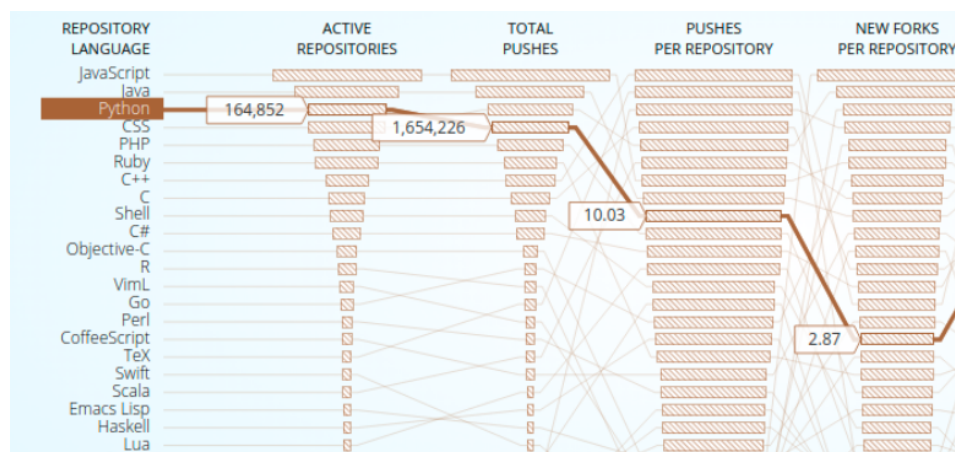 REPOSITORY LANGUAGE
ACTIVE REPOSITORIES
TOTAL PUSHES
PUSHES PER REPOSITORY
NEW FORKS PER REPOSITORY
JavaScript
Java
Python
164,852
CSS
1,654,226
PHP
Ruby
C++
C
Shell
10.03
C#
Objective-C
R
VimL
Go
Perl
CoffeeScript
2.87
TeX
Swift
Scala
Emacs Lisp
Haskell
Lua